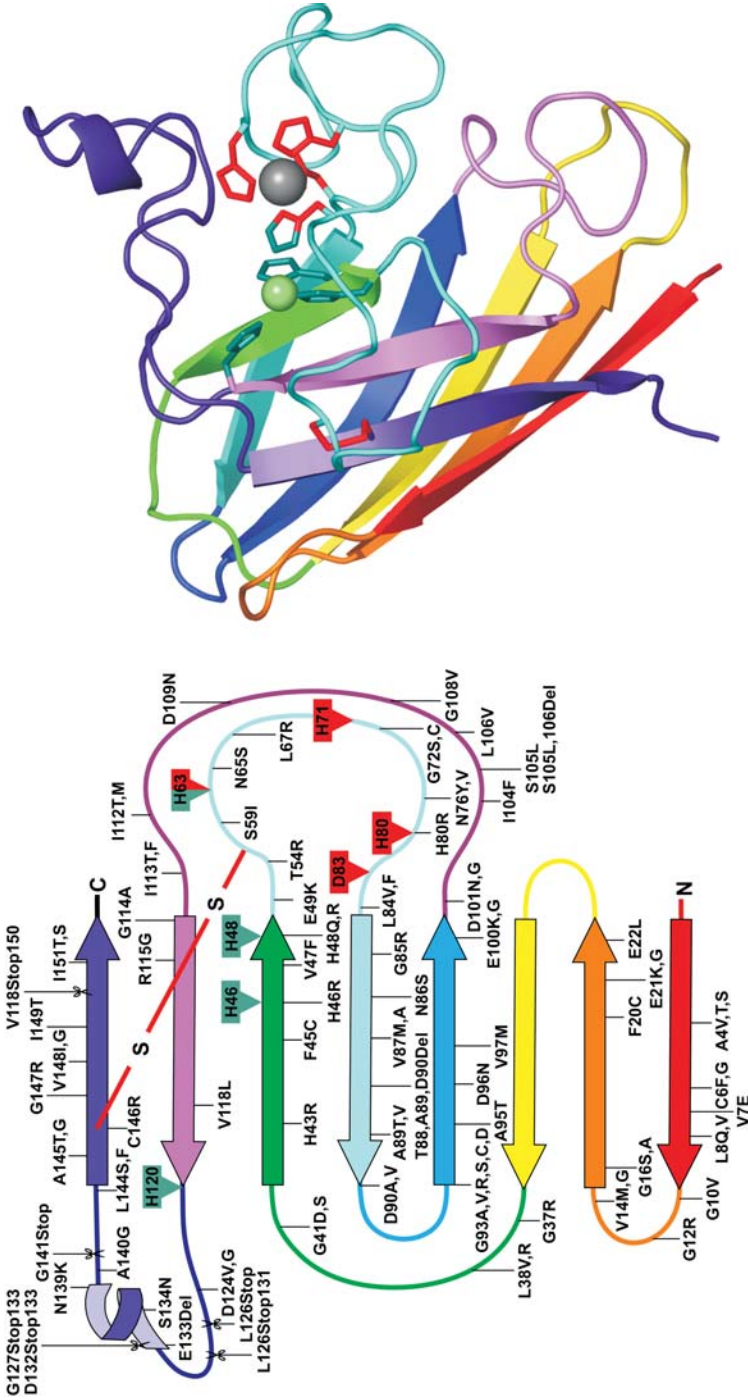 G127Stop133
D132Stop133
N139K
G141Stop
A140G
S134N
E133Del
D124V,G
L126Stop
L126Stop131
A145T,G
G147R
V148I,G
I149T
V118Stop150
I151T,S
C
L144S,F
C146R
S
S
R115G
G114A
I113T,F
I112T,M
D109N
V118L
H120
H63
H71
N65S
L67R
S59I
T54R
E49K
H48
H46
H48Q,R
V47F
H46R
F45C
H43R
G41D,S
D83
H80
G72S,C
N76Y,V
H80R
L84V,F
G85R
N86S
V87M,A
T88,A89,D90Del
A89T,V
D90A,V
G108V
L106V
S105L
S105L,106Del
I104F
D101N,G
E100K,G
V97M
D96N
A95T
G93A,V,R,S,C,D
L38V,R
G37R
E22L
E21K,G
F20C
G16S,A
V14M,G
G12R
G10V
L8Q,V
V7E
C6F,G
A4V,T,S
N